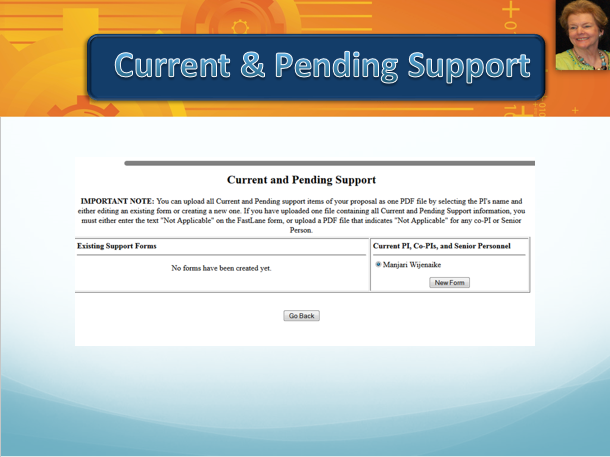 Current & Pending Support
Current and Pending Support
IMPORTANT NOTE: You can upload all Current and Pending support items of your proposal as one PDF file by selecting the PI's name and
either editing an existing form or creating a new one. If you have uploaded one file containing all Current and Pending Support information, you
must either enter the text "Not Applicable" on the FastLane form, or upload a PDF file that indicates "Not Applicable" for any co-PI or Senior
Person.
Existing Support Forms
Current PI, Co-PIs, and Senior Personnel
No forms have been created yet.
Manjari Wijenaike
New Form
Go Back